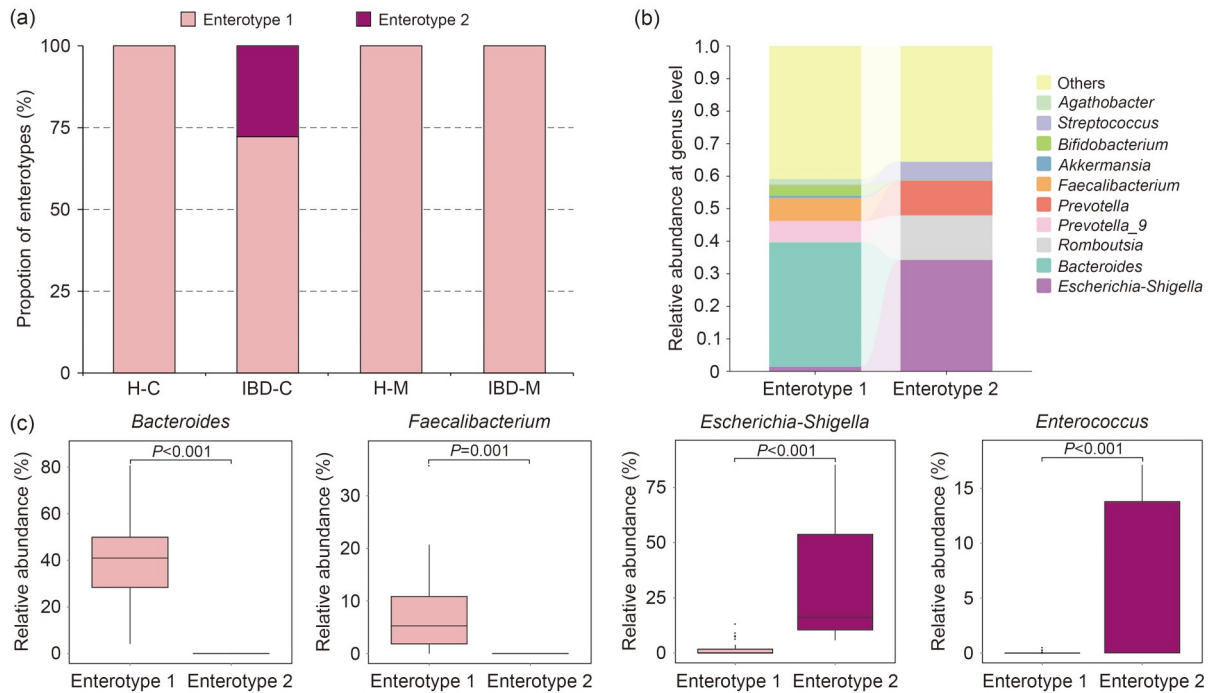 (a)
Enterotype 1
Enterotype 2
Propotion of enterotypes (%)
100
75
50
25
0
H-C
IBD-C
H-M
IBD-M
(b)
Relative abundance at genus level
1.0
0.9
0.8
0.7
0.6
0.5
0.4
0.3
0.2
0.1
0
Enterotype 1
Enterotype 2
Others
Agathobacter
Streptococcus
Bifidobacterium
Akkermansia
Faecalibacterium
Prevotella
Prevotella_9
Romboutsia
Bacteroides
Escherichia-Shigella
(c)
Bacteroides
P<0.001
Relative abundance (%)
80
60
40
20
0
Enterotype 1
Enterotype 2
Faecalibacterium
P=0.001
Relative abundance (%)
30
20
10
0
Enterotype 1
Enterotype 2
Escherichia-Shigella
P<0.001
Relative abundance (%)
75
50
25
0
Enterotype 1
Enterotype 2
Enterococcus
P<0.001
Relative abundance (%)
15
10
5
0
Enterotype 1
Enterotype 2